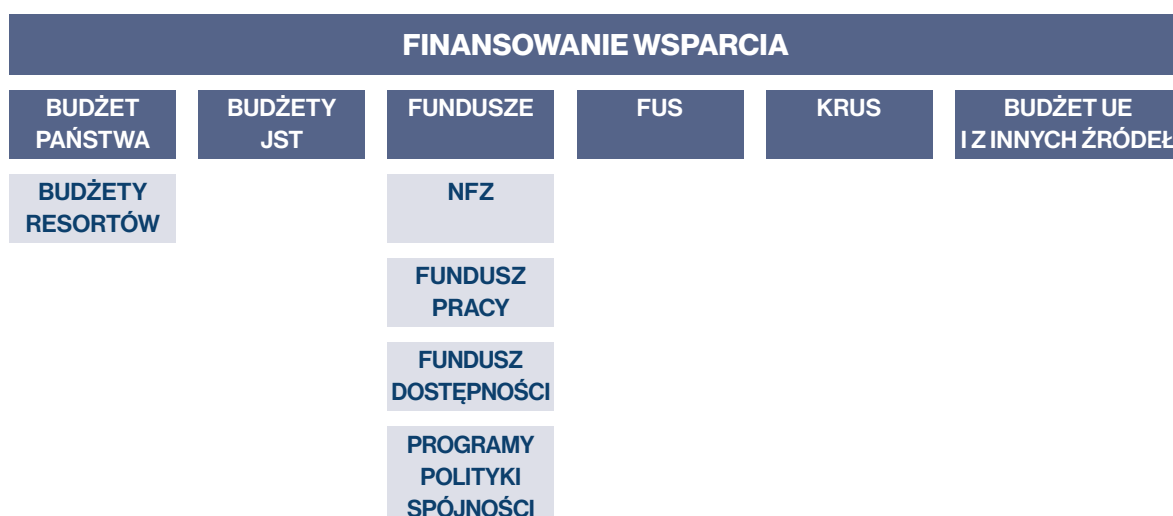 FINANSOWANIE WSPARCIA
BUDŻET
PAŃSTWA
BUDŻETY
JST
FUNDUSZE
FUS
KRUS
BUDŻET UE
I Z INNYCH ŹRÓDEŁ
BUDŻETY
RESORTÓW
NFZ
FUNDUSZ
PRACY
FUNDUSZ
DOSTĘPNOŚCI
PROGRAMY
POLITYKI
SPÓJNOŚCI